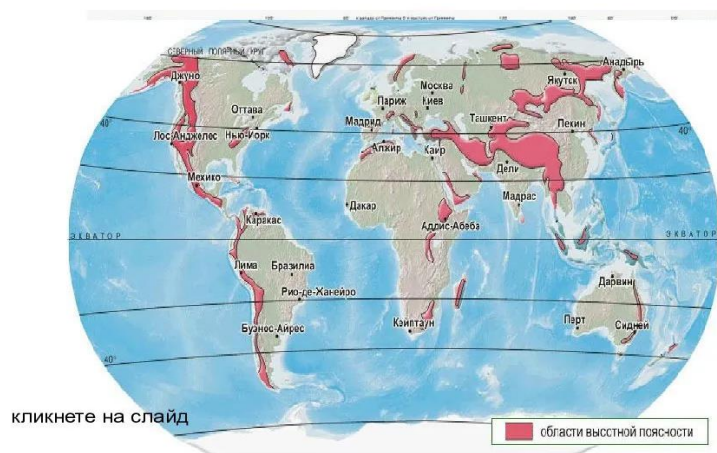 СЕВЕРНЫЙ ПОЛЯРНЫЙ КРУГ
Анадырь
Джуно
Якутск
Москва
Оттава
Париж
Киев
Ташкент
Пекин
40°
Мадрид
40°
Лос-Анджелес
Нью-Йорк
Алжир
Каир
Дели
Мехико
Мадрас
Дакар
Каракас
Аддис-Абеба
ЭКВАТОР
ЭКВАТОР
Лима
Бразилиа
Дарвин
Рио-де-Жанейро
Кейптаун
Перт
Сидней
Буэнос-Айрес
40°
кликнете на слайд
области высотной поясности